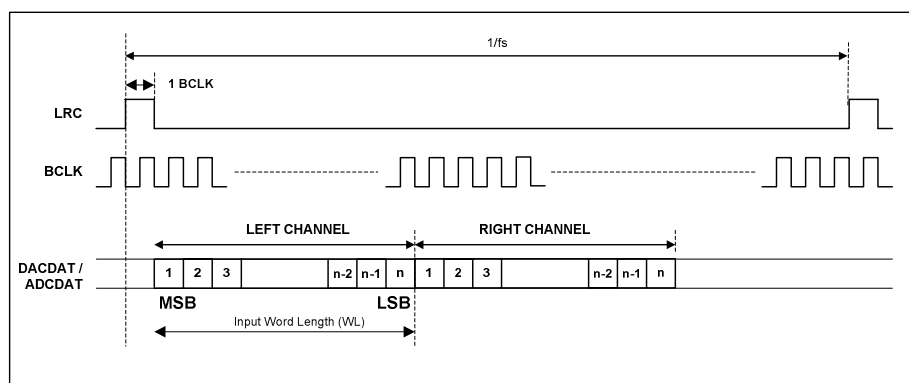 1/fs
1 BCLK
LRC
BCLK
LEFT CHANNEL RIGHT CHANNEL
DACDAT /
ADCDAT
1 2 3 n-2 n-1 n 1 2 3 n-2 n-1 n
MSB LSB
Input Word Length (WL)